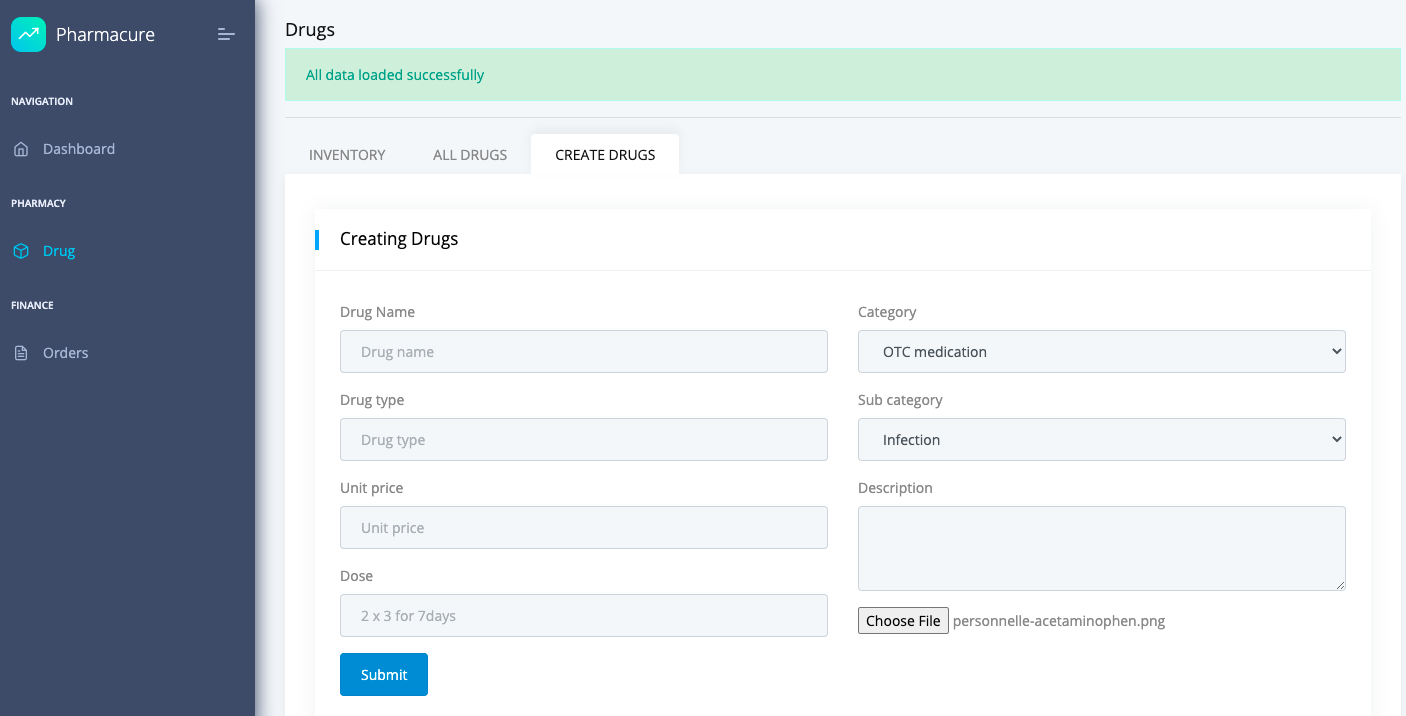 Pharmacure
NAVIGATION
Dashboard
PHARMACY
Drug
FINANCE
Orders
Drugs
All data loaded successfully
INVENTORY ALL DRUGS CREATE DRUGS
Creating Drugs
Drug Name
Drug name
Drug type
Drug type
Unit price
Unit price
Dose
2 x 3 for 7days
Submit
Category
OTC medication
Sub category
Infection
Description
Choose File personnelle-acetaminophen.png